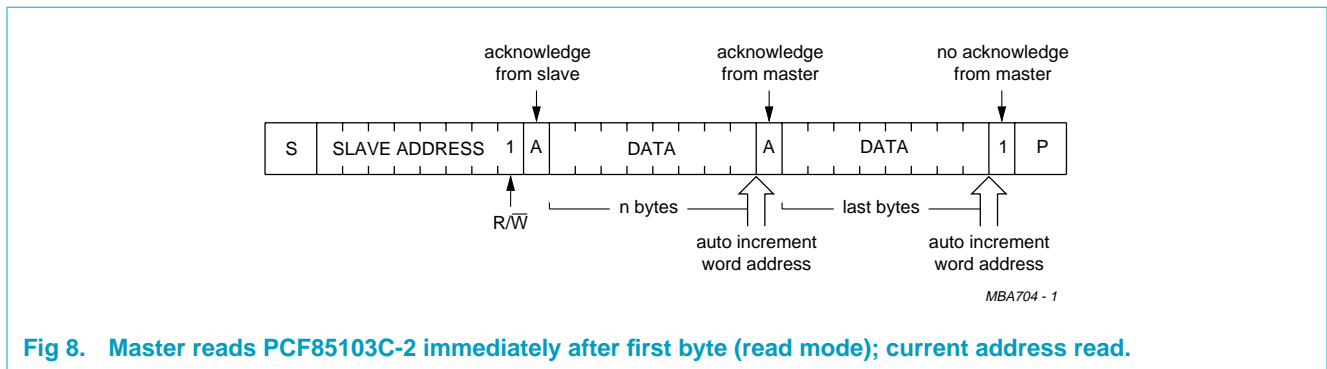 acknowledge
from slave
acknowledge
from master
no acknowledge
from master
S SLAVE ADDRESS 1 A DATA A DATA 1 P
R/W̅
n bytes
last bytes
auto increment
word address
auto increment
word address
MBA704 - 1
Fig 8. Master reads PCF85103C-2 immediately after first byte (read mode); current address read.